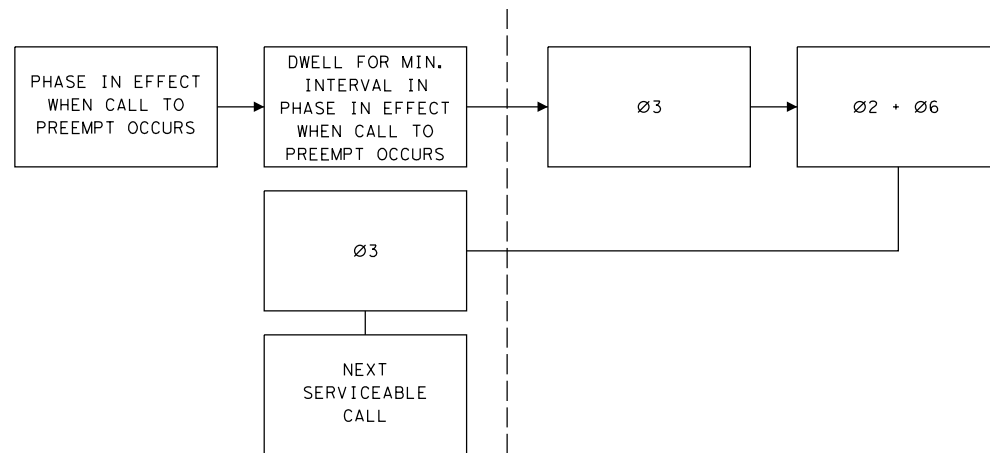 PHASE IN EFFECT
WHEN CALL TO
PREEMPT OCCURS
DWELL FOR MIN.
INTERVAL IN
PHASE IN EFFECT
WHEN CALL TO
PREEMPT OCCURS
Ø3
Ø2 + Ø6
Ø3
NEXT
SERVICEABLE
CALL